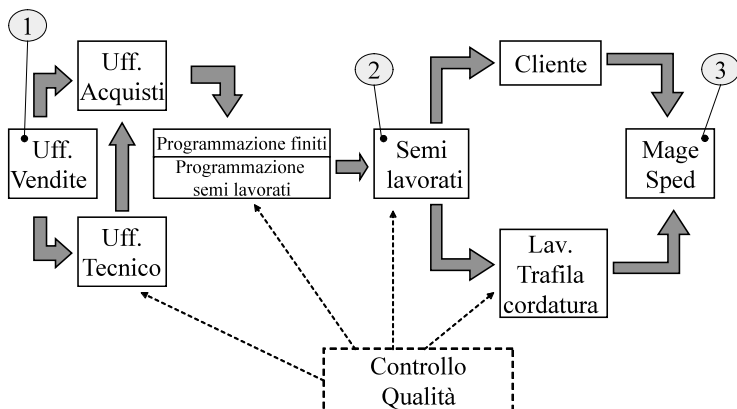 1
Uff.
Acquisti
2
Cliente
3
Uff.
Vendite
Programmazione finiti
Programmazione
semi lavorati
Semi
lavorati
Mage
Sped
Uff.
Tecnico
Lav.
Trafila
cordatura
Controllo
Qualità